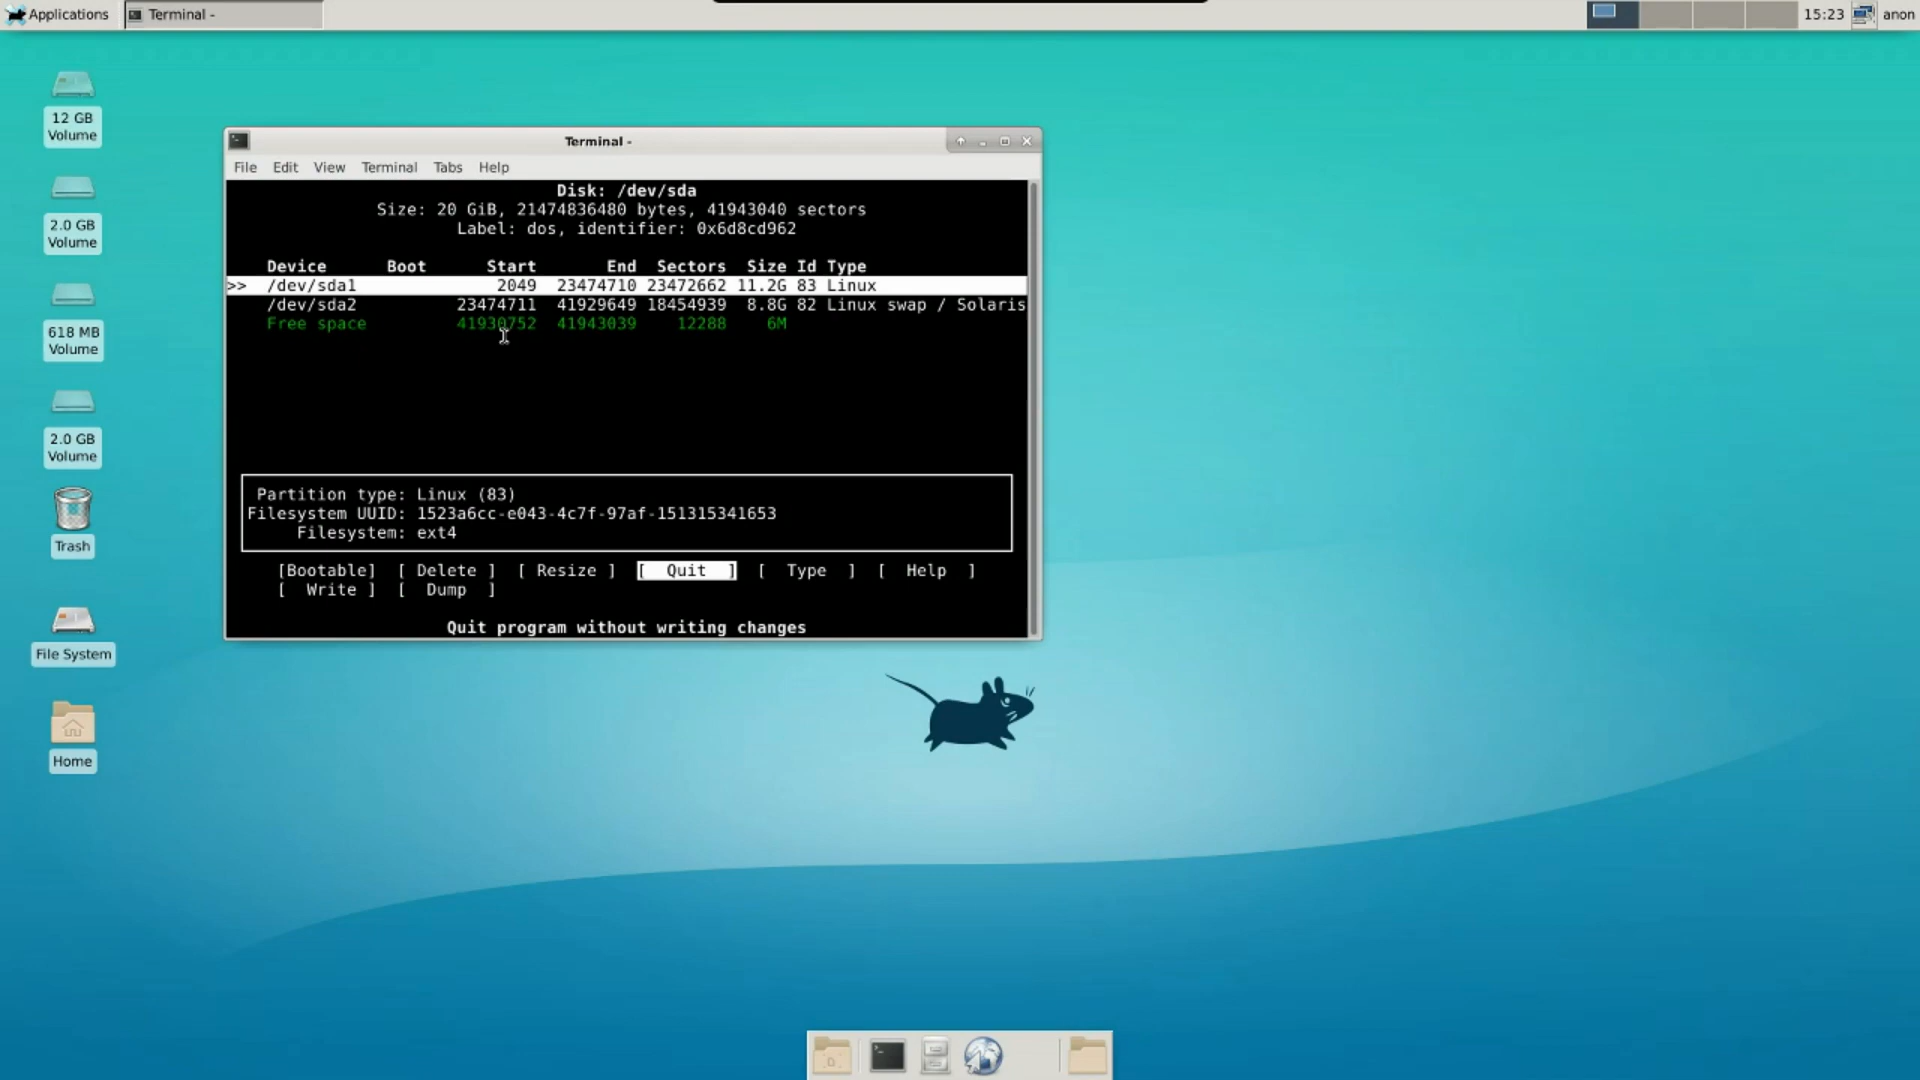 Applications
Terminal -
15:23
anon
12 GB
Volume
2.0 GB
Volume
618 MB
Volume
2.0 GB
Volume
Trash
File System
Home
Terminal -
File Edit View Terminal Tabs Help
Disk: /dev/sda
Size: 20 GiB, 21474836480 bytes, 41943040 sectors
Label: dos, identifier: 0x6d8cd962
Device Boot Start End Sectors Size Id Type
>> /dev/sda1 2049 23474710 23472662 11.2G 83 Linux
/dev/sda2 23474711 41929649 18454939 8.8G 82 Linux swap / Solaris
Free space 41930752 41943039 12288 6M
Partition type: Linux (83)
Filesystem UUID: 1523a6cc-e043-4c7f-97af-151315341653
Filesystem: ext4
[Bootable] [ Delete ] [ Resize ] [ Quit ] [ Type ] [ Help ]
[ Write ] [ Dump ]
Quit program without writing changes